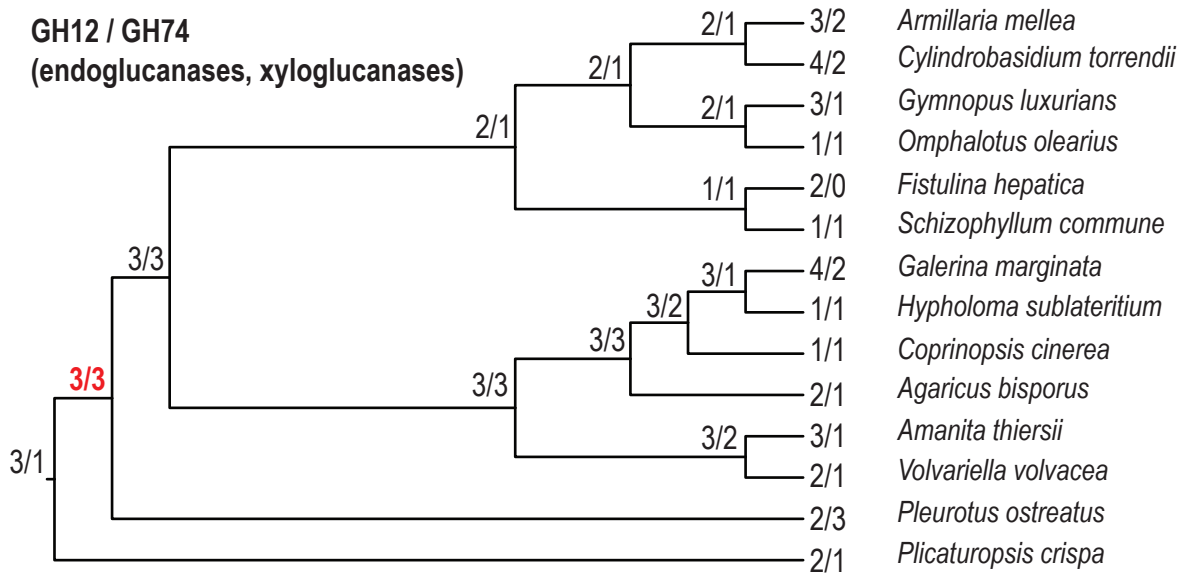 GH12 / GH74
(endoglucanases, xyloglucanases)
2/1
3/2 Armillaria mellea
4/2 Cylindrobasidium torrendii
2/1
2/1
3/1 Gymnopus luxurians
1/1 Omphalotus olearius
2/1
1/1
2/0 Fistulina hepatica
1/1 Schizophyllum commune
3/3
3/1
4/2 Galerina marginata
1/1 Hypholoma sublateritium
3/2
1/1 Coprinopsis cinerea
3/3
2/1 Agaricus bisporus
3/3
3/3
3/2
3/1 Amanita thiersii
2/1 Volvariella volvacea
3/1
2/3 Pleurotus ostreatus
2/1 Plicaturopsis crispa